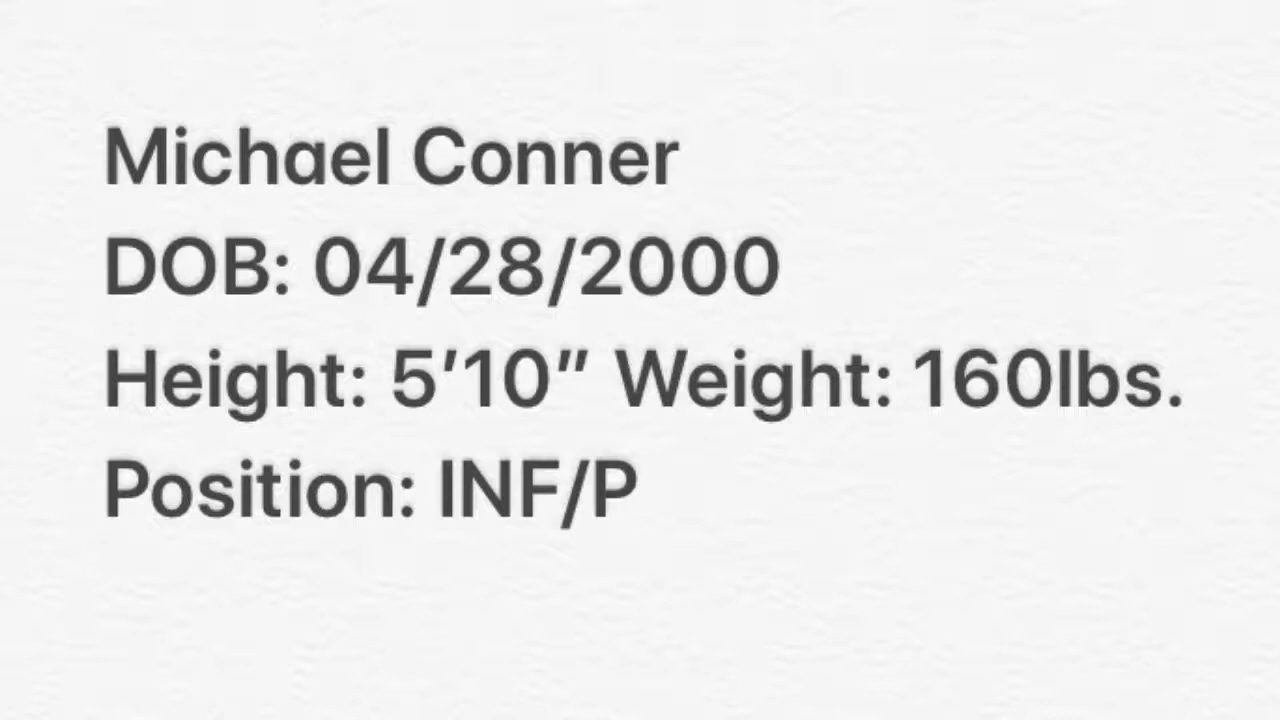 Michael Conner
DOB: 04/28/2000
Height: 5′10″ Weight: 160lbs.
Position: INF/P